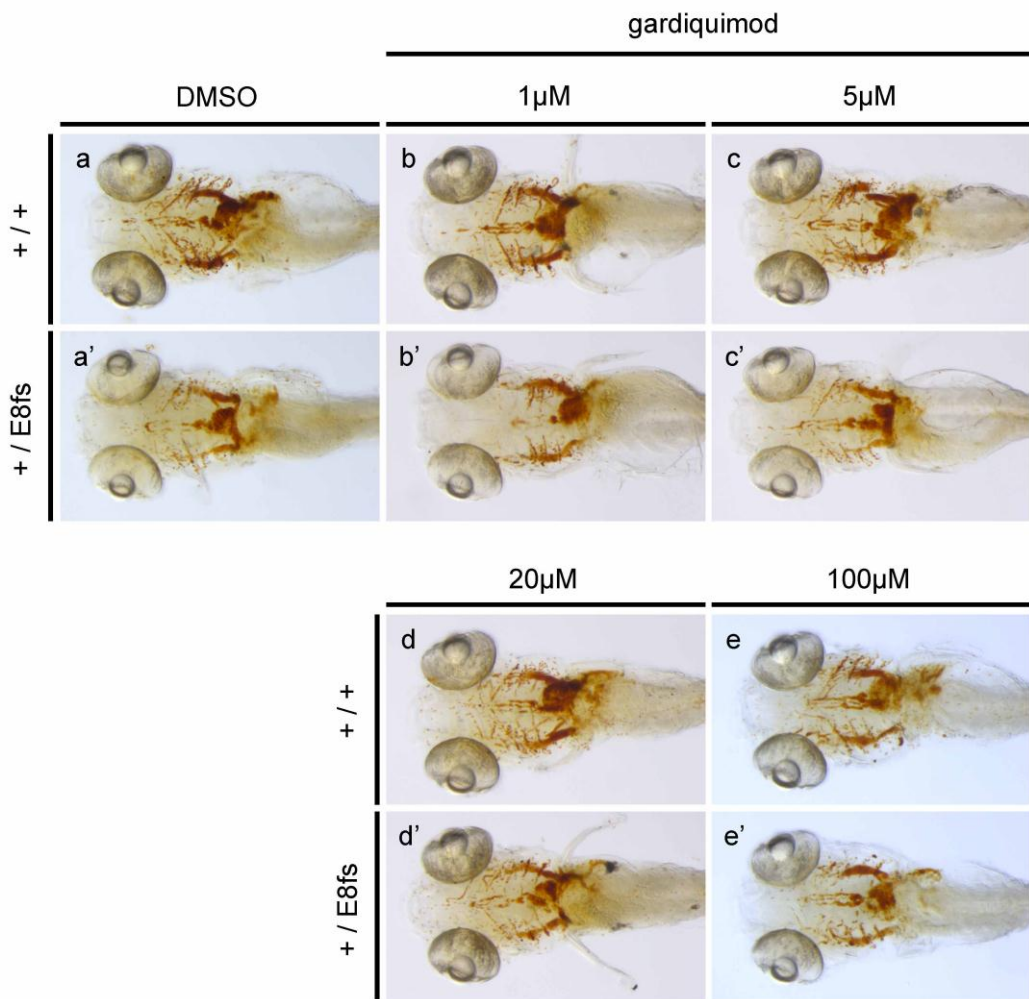 gardiquimod
DMSO 1µM 5µM
+ / +
a b c
+ / E8fs
a’ b’ c’
20µM 100µM
+ / +
d e
+ / E8fs
d’ e’